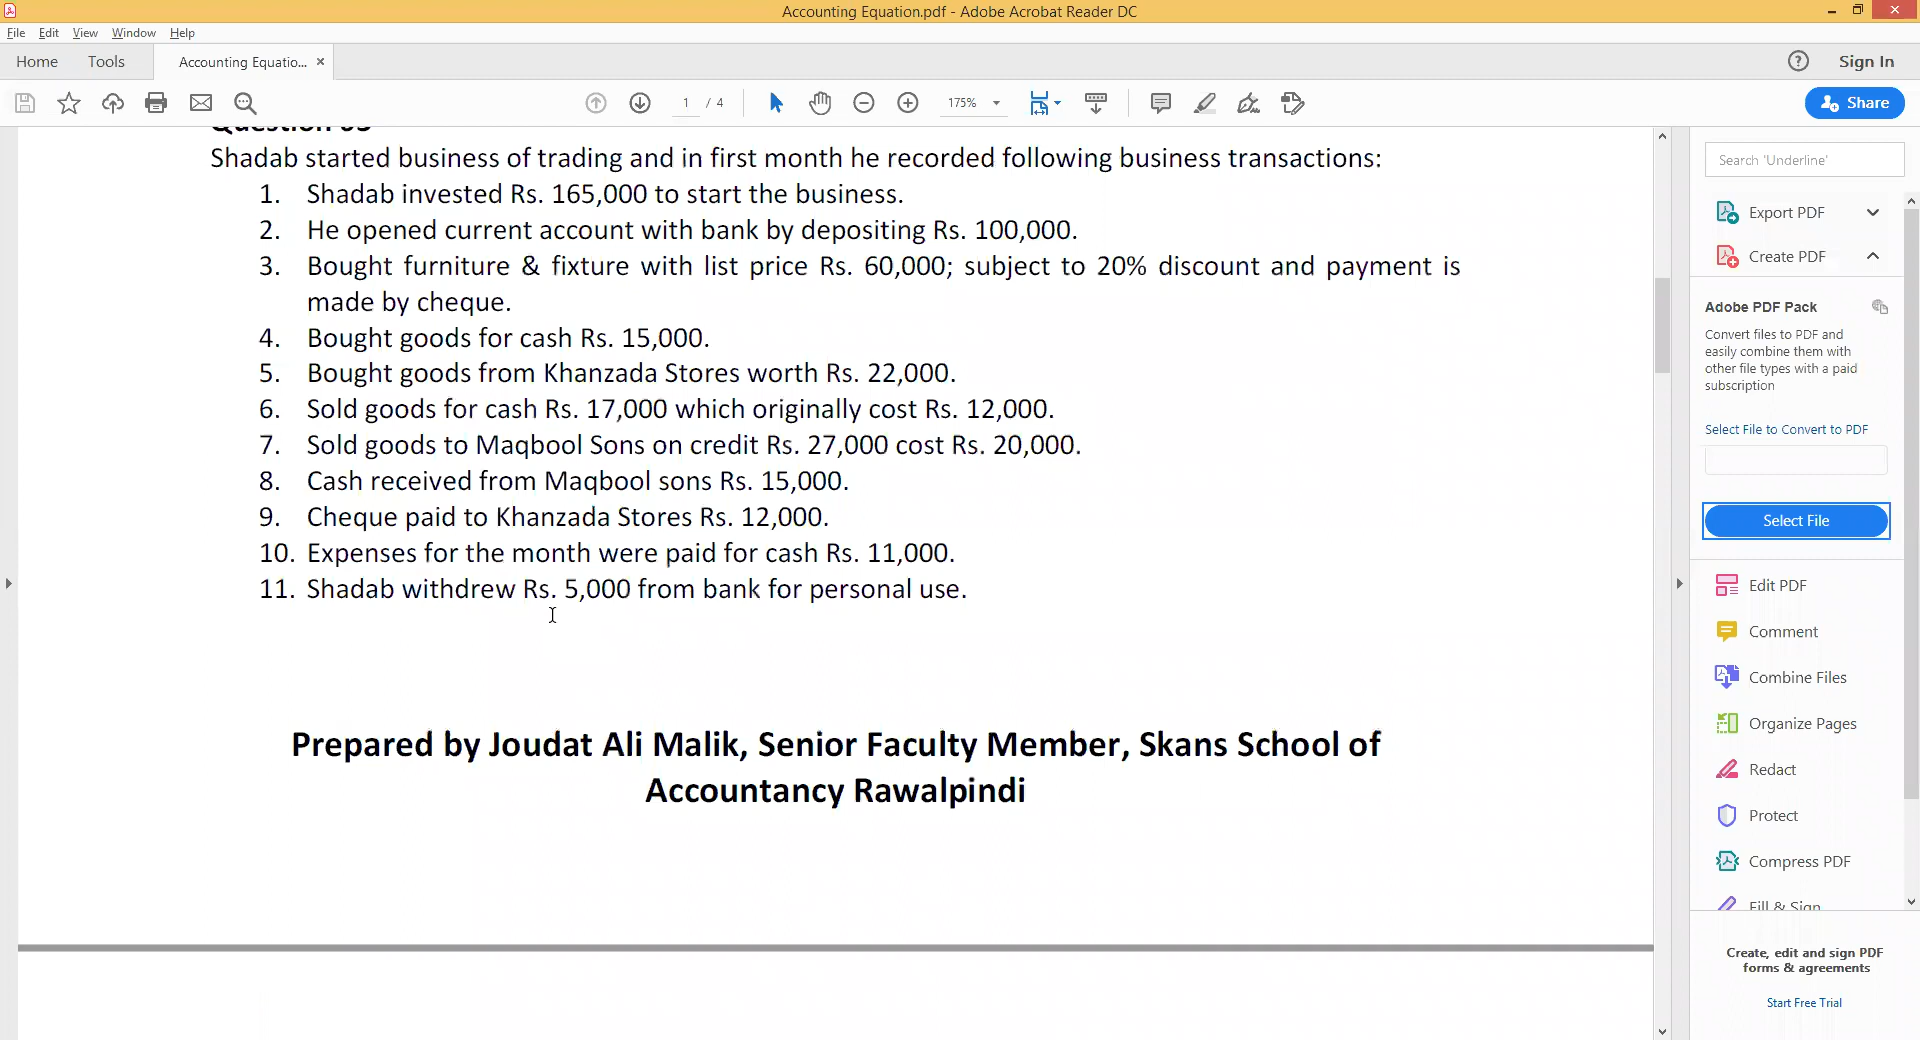 Accounting Equation.pdf - Adobe Acrobat Reader DC
File Edit View Window Help
Home Tools Accounting Equatio... ×
Sign In
1 / 4 175%
Share
Shadab started business of trading and in first month he recorded following business transactions:
1. Shadab invested Rs. 165,000 to start the business.
2. He opened current account with bank by depositing Rs. 100,000.
3. Bought furniture & fixture with list price Rs. 60,000; subject to 20% discount and payment is
made by cheque.
4. Bought goods for cash Rs. 15,000.
5. Bought goods from Khanzada Stores worth Rs. 22,000.
6. Sold goods for cash Rs. 17,000 which originally cost Rs. 12,000.
7. Sold goods to Maqbool Sons on credit Rs. 27,000 cost Rs. 20,000.
8. Cash received from Maqbool sons Rs. 15,000.
9. Cheque paid to Khanzada Stores Rs. 12,000.
10. Expenses for the month were paid for cash Rs. 11,000.
11. Shadab withdrew Rs. 5,000 from bank for personal use.
Prepared by Joudat Ali Malik, Senior Faculty Member, Skans School of
Accountancy Rawalpindi
Search 'Underline'
Export PDF
Create PDF
Adobe PDF Pack
Convert files to PDF and
easily combine them with
other file types with a paid
subscription
Select File to Convert to PDF
Select File
Edit PDF
Comment
Combine Files
Organize Pages
Redact
Protect
Compress PDF
Fill & Sign
Create, edit and sign PDF
forms & agreements
Start Free Trial